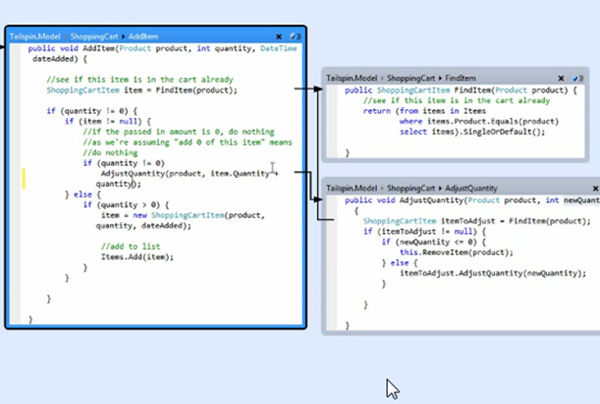 Tailspin.Model › ShoppingCart › AddItem
public void AddItem(Product product, int quantity, DateTime
dateAdded) {
//see if this item is in the cart already
ShoppingCartItem item = FindItem(product);
if (quantity != 0) {
if (item != null) {
//if the passed in amount is 0, do nothing
//as we're assuming "add 0 of this item" means
//do nothing
if (quantity != 0)
AdjustQuantity(product, item.Quantity +
quantity);
} else {
if (quantity > 0) {
item = new ShoppingCartItem(product,
quantity, dateAdded);
//add to list
Items.Add(item);
}
}
}
}
Tailspin.Model › ShoppingCart › FindItem
public ShoppingCartItem FindItem(Product product) {
//see if this item is in the cart already
return (from items in Items
where items.Product.Equals(product)
select items).SingleOrDefault();
}
Tailspin.Model › ShoppingCart › AdjustQuantity
public void AdjustQuantity(Product product, int newQuant
{
ShoppingCartItem itemToAdjust = FindItem(product);
if (itemToAdjust != null) {
if (newQuantity <= 0) {
this.RemoveItem(product);
} else {
itemToAdjust.AdjustQuantity(newQuantity);
}
}
}